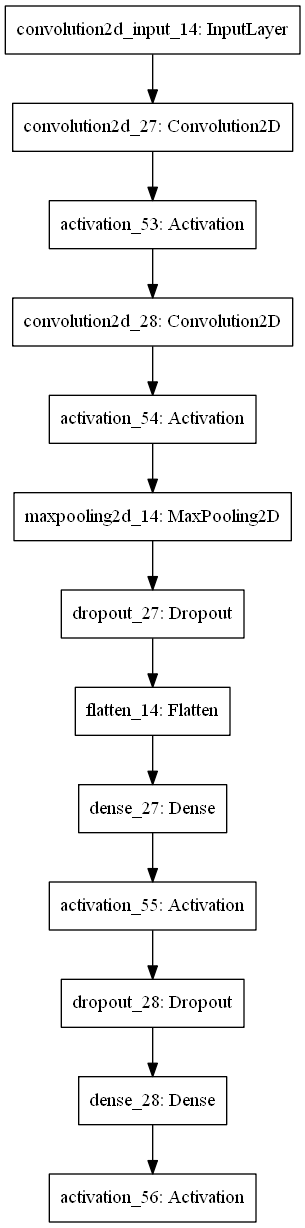 convolution2d_input_14: InputLayer
convolution2d_27: Convolution2D
activation_53: Activation
convolution2d_28: Convolution2D
activation_54: Activation
maxpooling2d_14: MaxPooling2D
dropout_27: Dropout
flatten_14: Flatten
dense_27: Dense
activation_55: Activation
dropout_28: Dropout
dense_28: Dense
activation_56: Activation